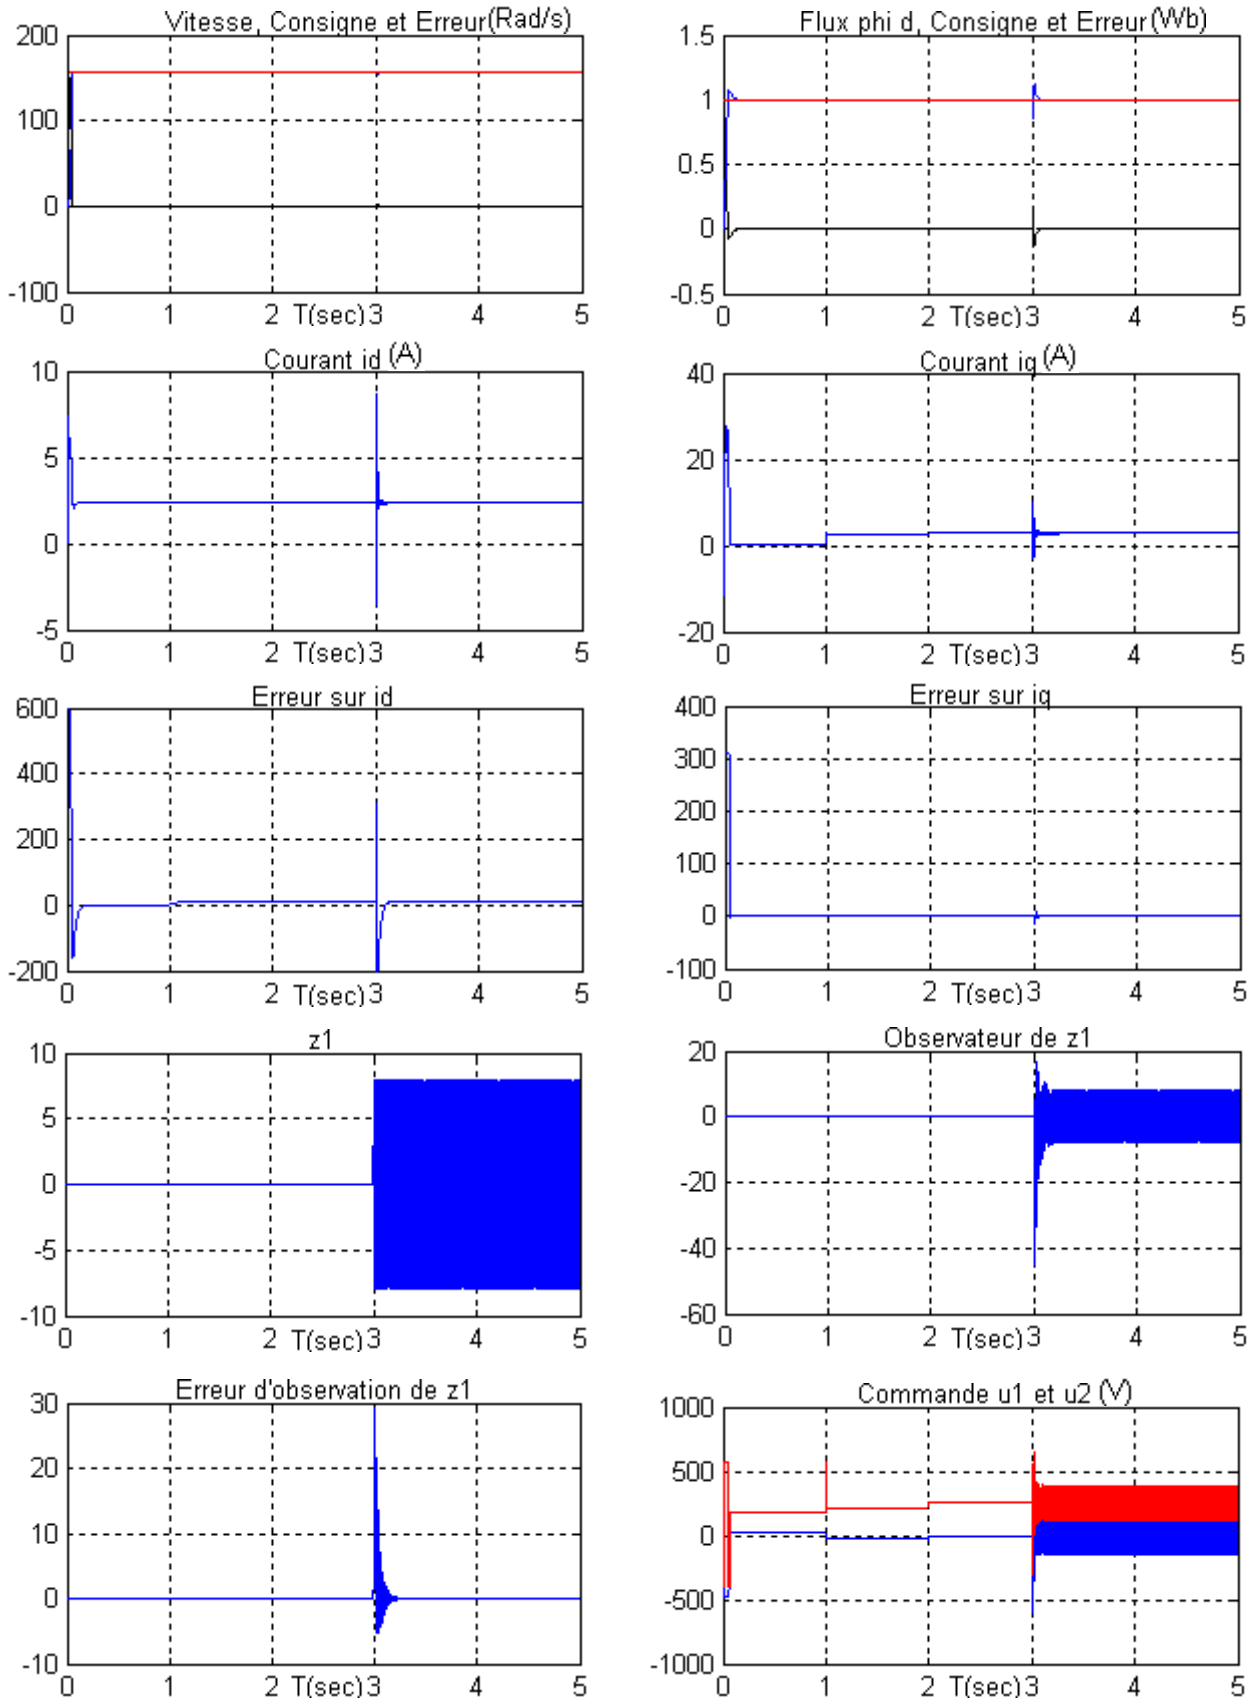 Vitesse, Consigne et Erreur(Rad/s)
200
100
0
-100
0 1 2 T(sec) 3 4 5
Flux phi d, Consigne et Erreur(Wb)
1.5
1
0.5
0
-0.5
0 1 2 T(sec) 3 4 5
Courant id (A)
10
5
0
-5
0 1 2 T(sec) 3 4 5
Courant iq (A)
40
20
0
-20
0 1 2 T(sec) 3 4 5
Erreur sur id
600
400
200
0
-200
0 1 2 T(sec) 3 4 5
Erreur sur iq
400
300
200
100
0
-100
0 1 2 T(sec) 3 4 5
z1
10
5
0
-5
-10
0 1 2 T(sec) 3 4 5
Observateur de z1
20
0
-20
-40
-60
0 1 2 T(sec) 3 4 5
Erreur d'observation de z1
30
20
10
0
-10
0 1 2 T(sec) 3 4 5
Commande u1 et u2 (V)
1000
500
0
-500
-1000
0 1 2 T(sec) 3 4 5